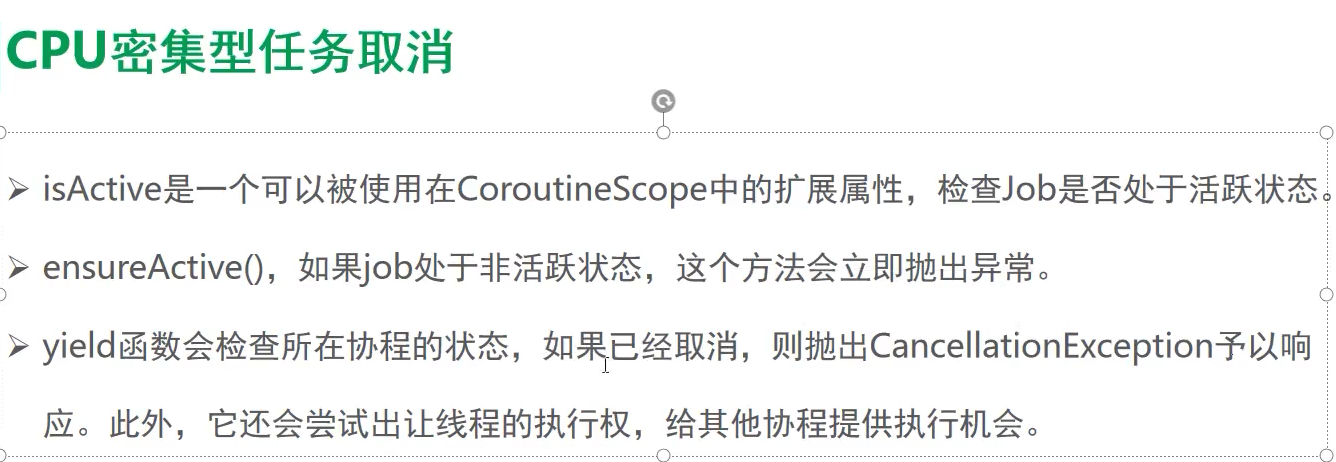 CPU密集型任务取消
➢ isActive是一个可以被使用在CoroutineScope中的扩展属性，检查Job是否处于活跃状态。
➢ ensureActive()，如果job处于非活跃状态，这个方法会立即抛出异常。
➢ yield函数会检查所在协程的状态，如果已经取消，则抛出CancellationException予以响
应。此外，它还会尝试出让线程的执行权，给其他协程提供执行机会。